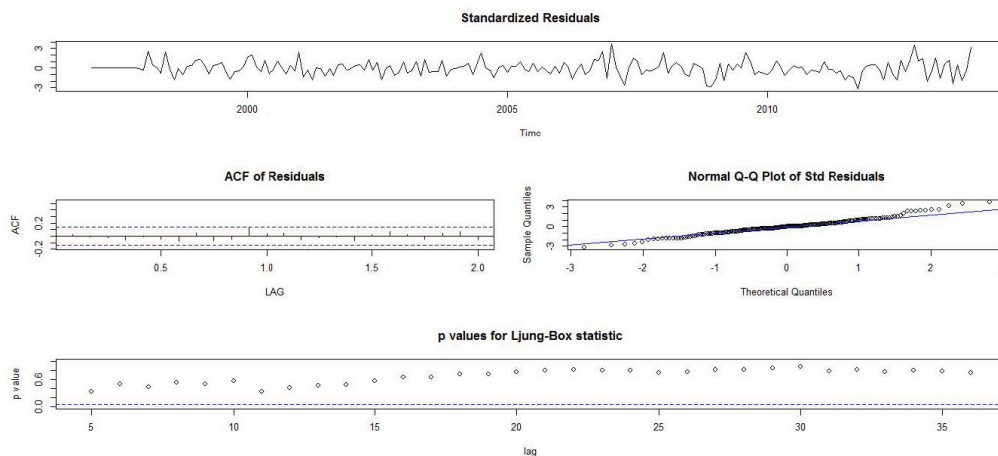 Standardized Residuals
3
0
-3
2000
2005
2010
Time
ACF of Residuals
ACF
0.2
-0.2
0.5
1.0
1.5
2.0
LAG
Normal Q-Q Plot of Std Residuals
Sample Quantiles
3
0
-3
-3
-2
-1
0
1
2
Theoretical Quantiles
p values for Ljung-Box statistic
p value
0.6
0.0
5
10
15
20
25
30
35
lag